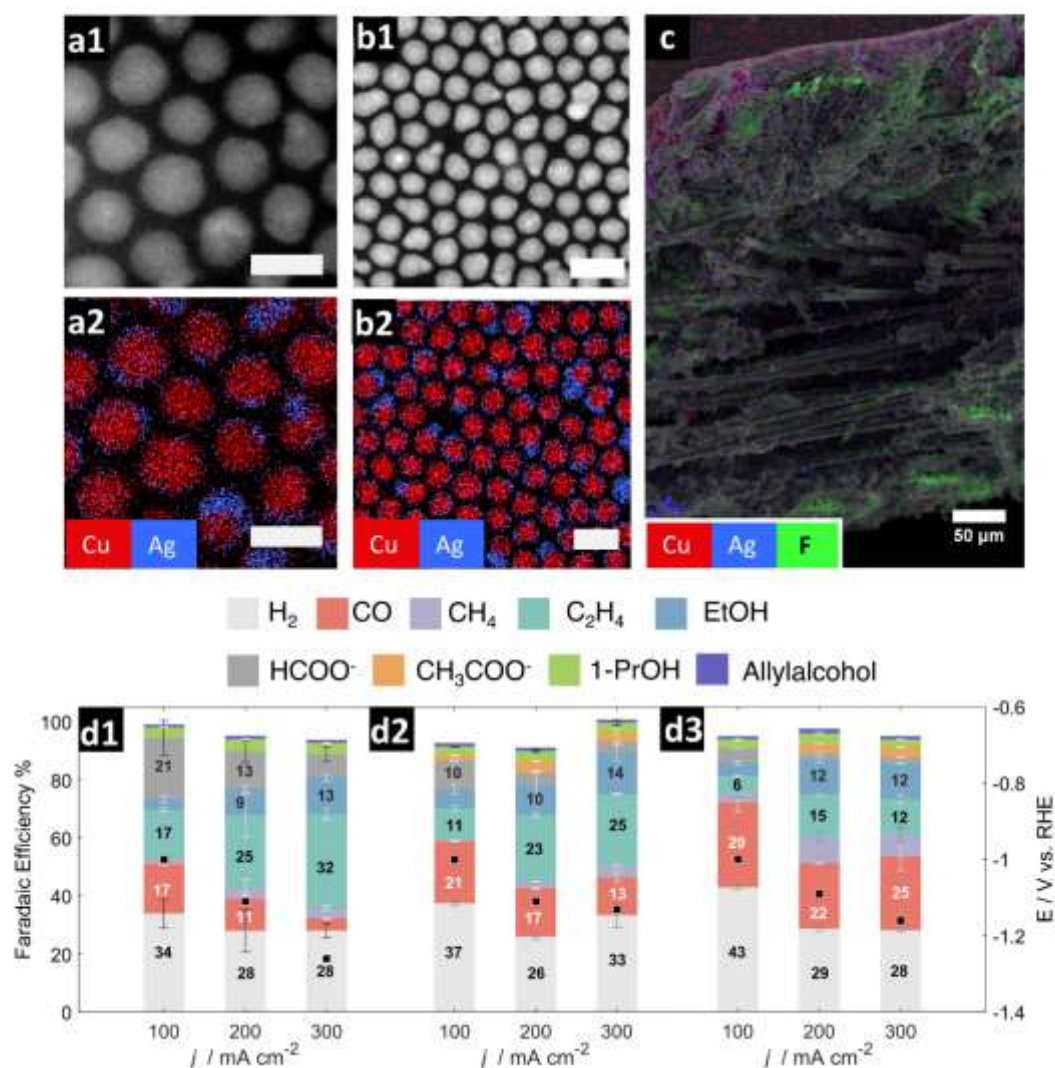 a1
b1
c
a2
Cu Ag
b2
Cu Ag
Cu Ag F
50 µm
H₂ CO CH₄ C₂H₄ EtOH
HCOO⁻ CH₃COO⁻ 1-PrOH Allylalcohol
Faradaic Efficiency %
100
80
60
40
20
0
d1
21
17
17
34
13
9
25
11
28
13
32
28
100 200 300
j / mA cm⁻²
d2
10
11
21
37
10
23
17
26
14
25
13
33
100 200 300
j / mA cm⁻²
d3
6
29
43
12
15
22
29
12
12
25
28
100 200 300
j / mA cm⁻²
-0.6
-0.8
-1
-1.2
-1.4
E / V vs. RHE